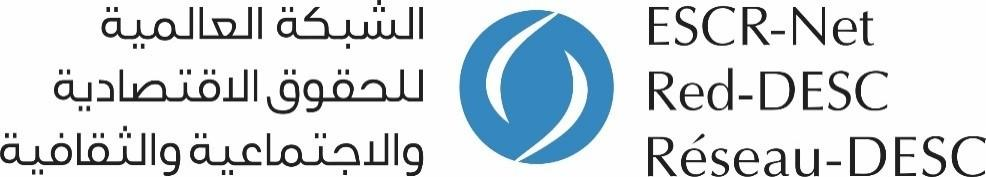 الشبكة العالمية
للحقوق الاقتصادية
والاجتماعية والثقافية
ESCR-Net
Red-DESC
Réseau-DESC